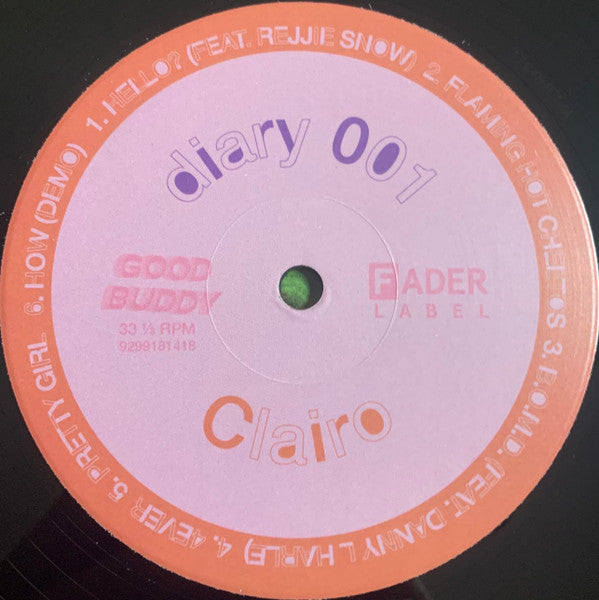 diary 001
GOOD
BUDDY
33 ⅓ RPM
9299181418
FADER
LABEL
Clairo
1. HELLO? (FEAT. REJJIE SNOW) 2. FLAMING HOT CHEETOS 3. B.O.M.D. (FEAT. DANNY L HARLE) 4. 4EVER 5. PRETTY GIRL 6. HOW (DEMO)